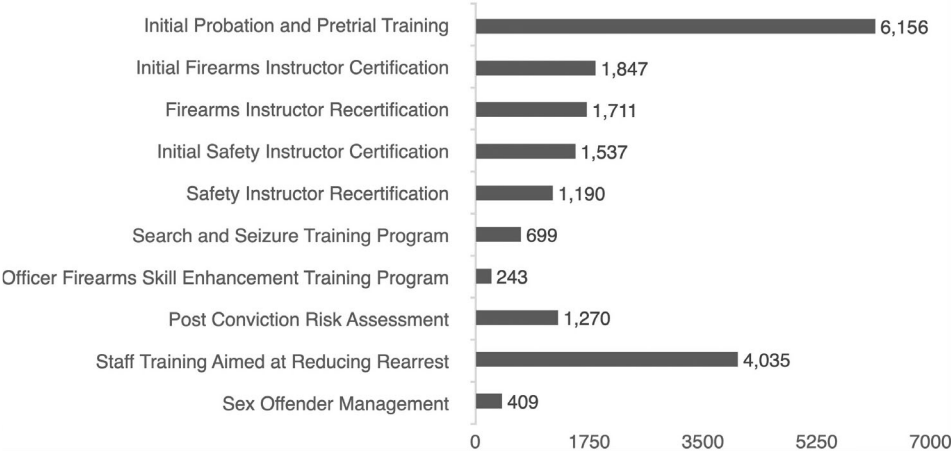 Initial Probation and Pretrial Training 6,156
Initial Firearms Instructor Certification 1,847
Firearms Instructor Recertification 1,711
Initial Safety Instructor Certification 1,537
Safety Instructor Recertification 1,190
Search and Seizure Training Program 699
Officer Firearms Skill Enhancement Training Program 243
Post Conviction Risk Assessment 1,270
Staff Training Aimed at Reducing Rearrest 4,035
Sex Offender Management 409
0 1750 3500 5250 7000